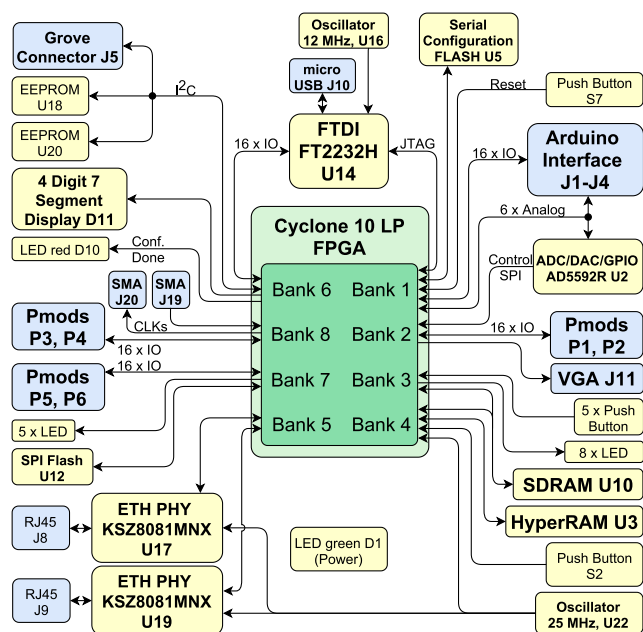 Grove
Connector J5
EEPROM
U18
EEPROM
U20
I2C
Oscillator
12 MHz, U16
micro
USB J10
Serial
Configuration
FLASH U5
Reset
Push Button
S7
16 x IO
FTDI
FT2232H
U14
JTAG
16 x IO
Arduino
Interface
J1-J4
4 Digit 7
Segment
Display D11
6 x Analog
LED red D10
Conf.
Done
Control
SPI
ADC/DAC/GPIO
AD5592R U2
Cyclone 10 LP
FPGA
Bank 6
Bank 1
Bank 8
Bank 2
Bank 7
Bank 3
Bank 5
Bank 4
SMA
J20
SMA
J19
CLKs
Pmods
P3, P4
16 x IO
16 x IO
Pmods
P5, P6
16 x IO
Pmods
P1, P2
VGA J11
5 x LED
5 x Push
Button
SPI Flash
U12
8 x LED
SDRAM U10
HyperRAM U3
RJ45
J8
ETH PHY
KSZ8081MNX
U17
LED green D1
(Power)
Push Button
S2
RJ45
J9
ETH PHY
KSZ8081MNX
U19
Oscillator
25 MHz, U22